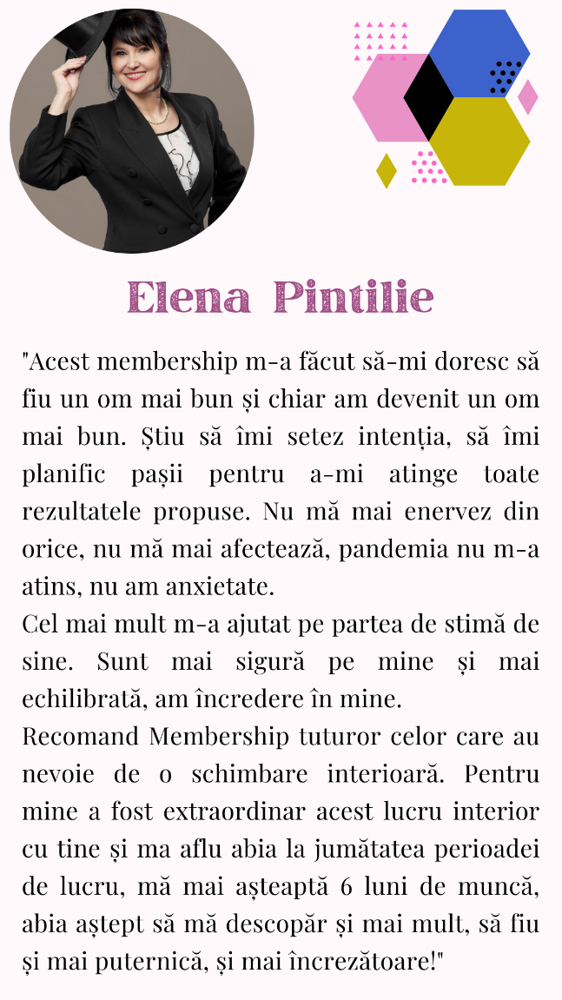 Elena Pintilie
"Acest membership m-a făcut să-mi doresc să
fiu un om mai bun și chiar am devenit un om
mai bun. Știu să îmi setez intenția, să îmi
planific pașii pentru a-mi atinge toate
rezultatele propuse. Nu mă mai enervez din
orice, nu mă mai afectează, pandemia nu m-a
atins, nu am anxietate.
Cel mai mult m-a ajutat pe partea de stimă de
sine. Sunt mai sigură pe mine și mai
echilibrată, am încredere în mine.
Recomand Membership tuturor celor care au
nevoie de o schimbare interioară. Pentru
mine a fost extraordinar acest lucru interior
cu tine și ma aflu abia la jumătatea perioadei
de lucru, mă mai așteaptă 6 luni de muncă,
abia aștept să mă descopăr și mai mult, să fiu
și mai puternică, și mai încrezătoare!"